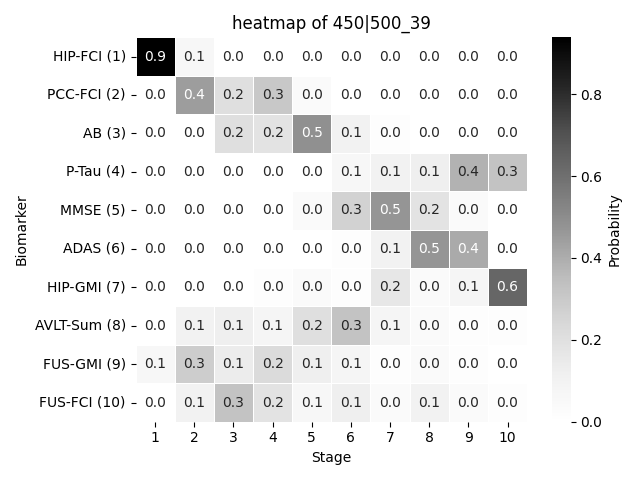 heatmap of 450|500_39
HIP-FCI (1) 0.9 0.1 0.0 0.0 0.0 0.0 0.0 0.0 0.0 0.0
PCC-FCI (2) 0.0 0.4 0.2 0.3 0.0 0.0 0.0 0.0 0.0 0.0
AB (3) 0.0 0.0 0.2 0.2 0.5 0.1 0.0 0.0 0.0 0.0
P-Tau (4) 0.0 0.0 0.0 0.0 0.0 0.1 0.1 0.1 0.4 0.3
MMSE (5) 0.0 0.0 0.0 0.0 0.0 0.3 0.5 0.2 0.0 0.0
ADAS (6) 0.0 0.0 0.0 0.0 0.0 0.0 0.1 0.5 0.4 0.0
HIP-GMI (7) 0.0 0.0 0.0 0.0 0.0 0.0 0.2 0.0 0.1 0.6
AVLT-Sum (8) 0.0 0.1 0.1 0.1 0.2 0.3 0.1 0.0 0.0 0.0
FUS-GMI (9) 0.1 0.3 0.1 0.2 0.1 0.1 0.0 0.0 0.0 0.0
FUS-FCI (10) 0.0 0.1 0.3 0.2 0.1 0.1 0.0 0.1 0.0 0.0
1 2 3 4 5 6 7 8 9 10
Stage
Biomarker
0.8
0.6
0.4
0.2
0.0
Probability